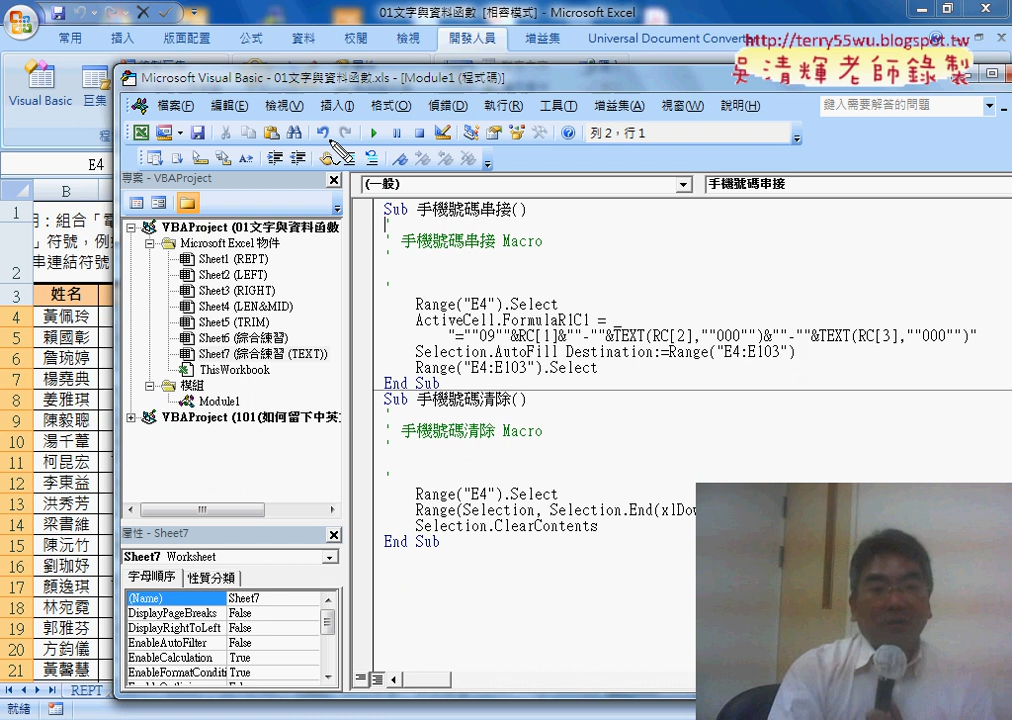 01文字與資料函數 [相容模式] - Microsoft Excel
常用 插入 版面配置 公式 資料 校閱 檢視 開發人員 增益集 Universal Document Convert
http://terry55wu.blogspot.tw
吳清輝老師錄製
Visual Basic 巨集
Microsoft Visual Basic - 01文字與資料函數.xls - [Module1 (程式碼)]
檔案(F) 編輯(E) 檢視(V) 插入(I) 格式(O) 偵錯(D) 執行(R) 工具(T) 增益集(A) 視窗(W) 說明(H)
鍵入需要解答的問題
列 2，行 1
E4
專案 - VBAProject
(一般)
手機號碼串接
B
1
2
3
4
5
6
7
8
9
10
11
12
13
14
15
16
17
18
19
20
21
用：組合「電
」符號，例
串連結符號
姓名
黃佩玲
賴國彰
詹琬婷
楊堯典
姜雅琪
陳毅聰
湯千葦
柯昆宏
李東益
洪秀芳
梁書維
陳沅竹
劉珈妤
顏逸琪
林宛霓
郭雅芬
方鈞儀
黃馨慧
VBAProject (01文字與資料函數
Microsoft Excel 物件
Sheet1 (REPT)
Sheet2 (LEFT)
Sheet3 (RIGHT)
Sheet4 (LEN&MID)
Sheet5 (TRIM)
Sheet6 (綜合練習)
Sheet7 (綜合練習 (TEXT))
ThisWorkbook
模組
Module1
VBAProject (101(如何留下中英
屬性 - Sheet7
Sheet7 Worksheet
字母順序 性質分類
(Name) Sheet7
DisplayPageBreaks False
DisplayRightToLeft False
EnableAutoFilter False
EnableCalculation True
EnableFormatConditi True
Sub 手機號碼串接()
'
' 手機號碼串接 Macro
'
'
Range("E4").Select
ActiveCell.FormulaR1C1 = _
"=""09""&RC[1]&""-""&TEXT(RC[2],""000"")&""-""&TEXT(RC[3],""000"")"
Selection.AutoFill Destination:=Range("E4:E103")
Range("E4:E103").Select
End Sub
Sub 手機號碼清除()
'
' 手機號碼清除 Macro
'
'
Range("E4").Select
Range(Selection, Selection.End(xlDow
Selection.ClearContents
End Sub
REPT
就緒